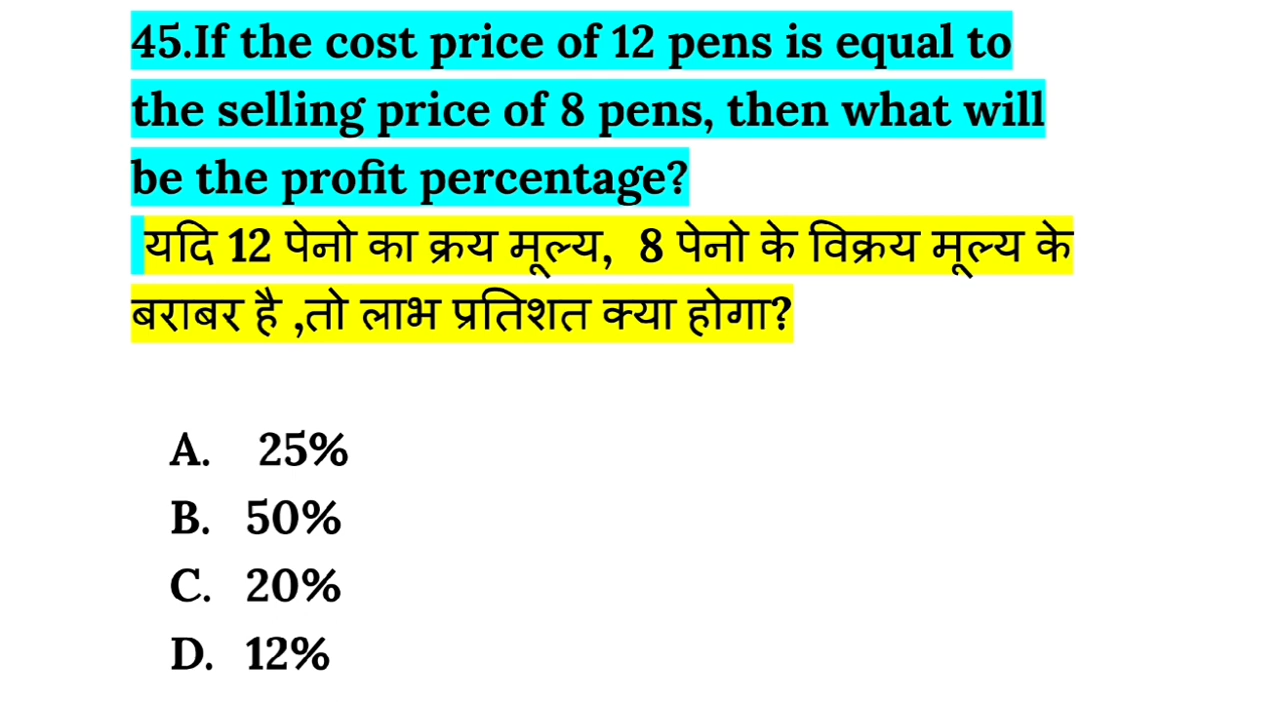 45.If the cost price of 12 pens is equal to
the selling price of 8 pens, then what will
be the profit percentage?
यदि 12 पेनो का क्रय मूल्य, 8 पेनो के विक्रय मूल्य के
बराबर है ,तो लाभ प्रतिशत क्या होगा?
A. 25%
B. 50%
C. 20%
D. 12%